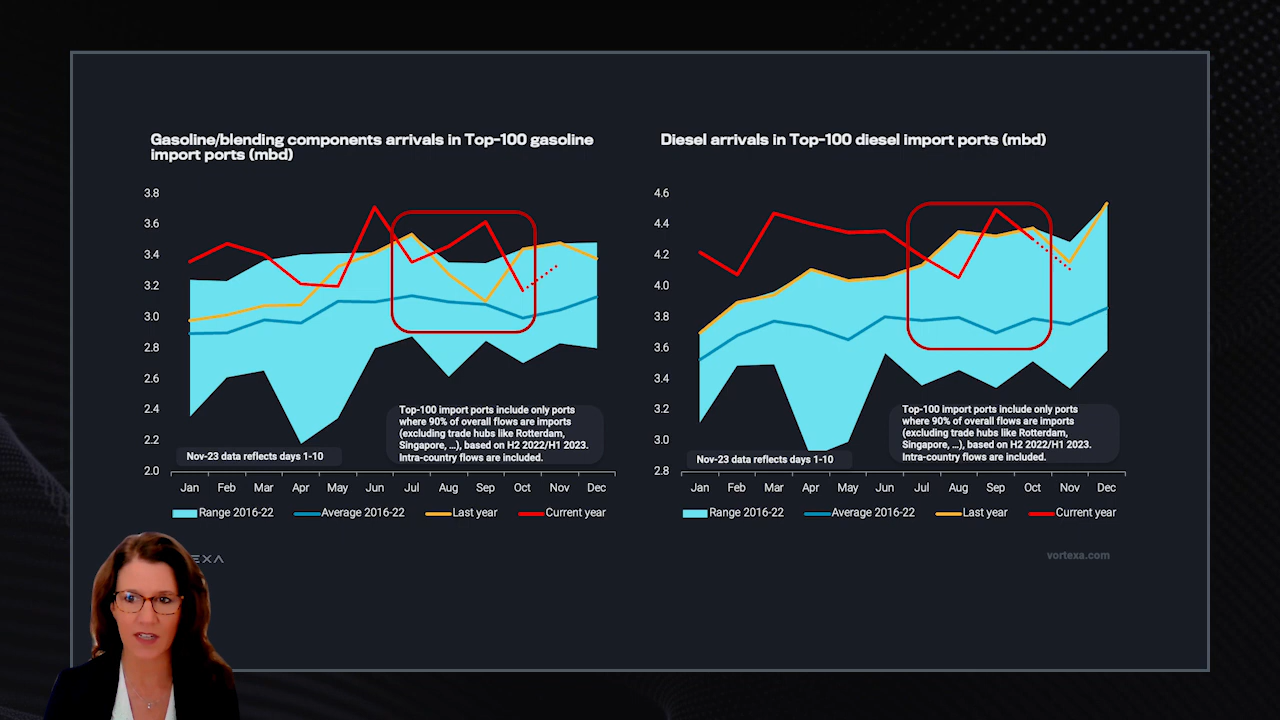 Gasoline/blending components arrivals in Top-100 gasoline
import ports (mbd)
3.8
3.6
3.4
3.2
3.0
2.8
2.6
2.4
2.2
2.0
Top-100 import ports include only ports
where 90% of overall flows are imports
(excluding trade hubs like Rotterdam,
Singapore, ...), based on H2 2022/H1 2023.
Intra-country flows are included.
Nov-23 data reflects days 1-10
Jan Feb Mar Apr May Jun Jul Aug Sep Oct Nov Dec
Range 2016-22 Average 2016-22 Last year Current year
Diesel arrivals in Top-100 diesel import ports (mbd)
4.6
4.4
4.2
4.0
3.8
3.6
3.4
3.2
3.0
2.8
Top-100 import ports include only ports
where 90% of overall flows are imports
(excluding trade hubs like Rotterdam,
Singapore, ...), based on H2 2022/H1 2023.
Intra-country flows are included.
Nov-23 data reflects days 1-10
Jan Feb Mar Apr May Jun Jul Aug Sep Oct Nov Dec
Range 2016-22 Average 2016-22 Last year Current year
EXA
vortexa.com